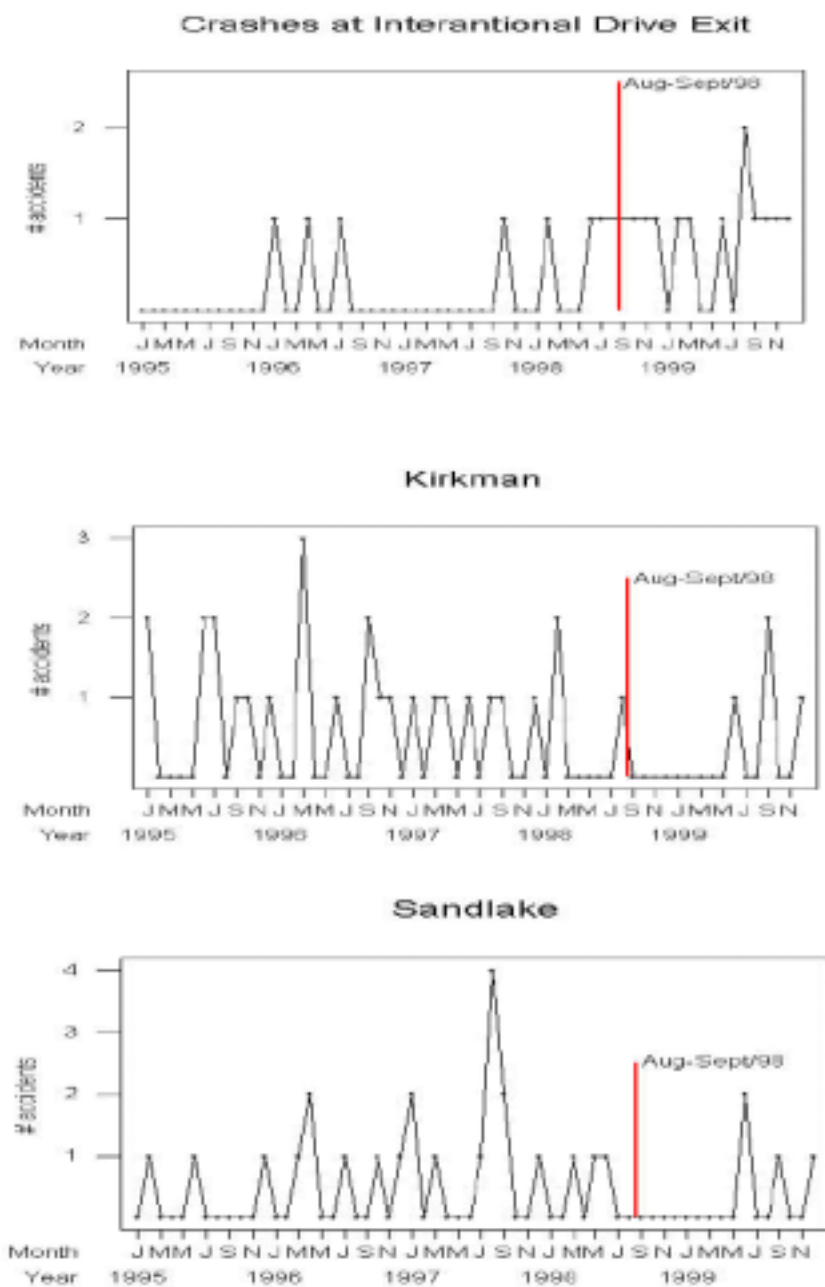 Crashes at Interantional Drive Exit
Aug-Sept/98
2
1
# accidents
Month J M M J S N J M M J S N J M M J S N J M M J S N J M M J S N
Year 1995 1996 1997 1998 1999
Kirkman
3
Aug-Sept/98
2
1
# accidents
Month J M M J S N J M M J S N J M M J S N J M M J S N J M M J S N
Year 1995 1996 1997 1998 1999
Sandlake
4
3
Aug-Sept/98
2
1
# accidents
Month J M M J S N J M M J S N J M M J S N J M M J S N J M M J S N
Year 1995 1996 1997 1998 1999